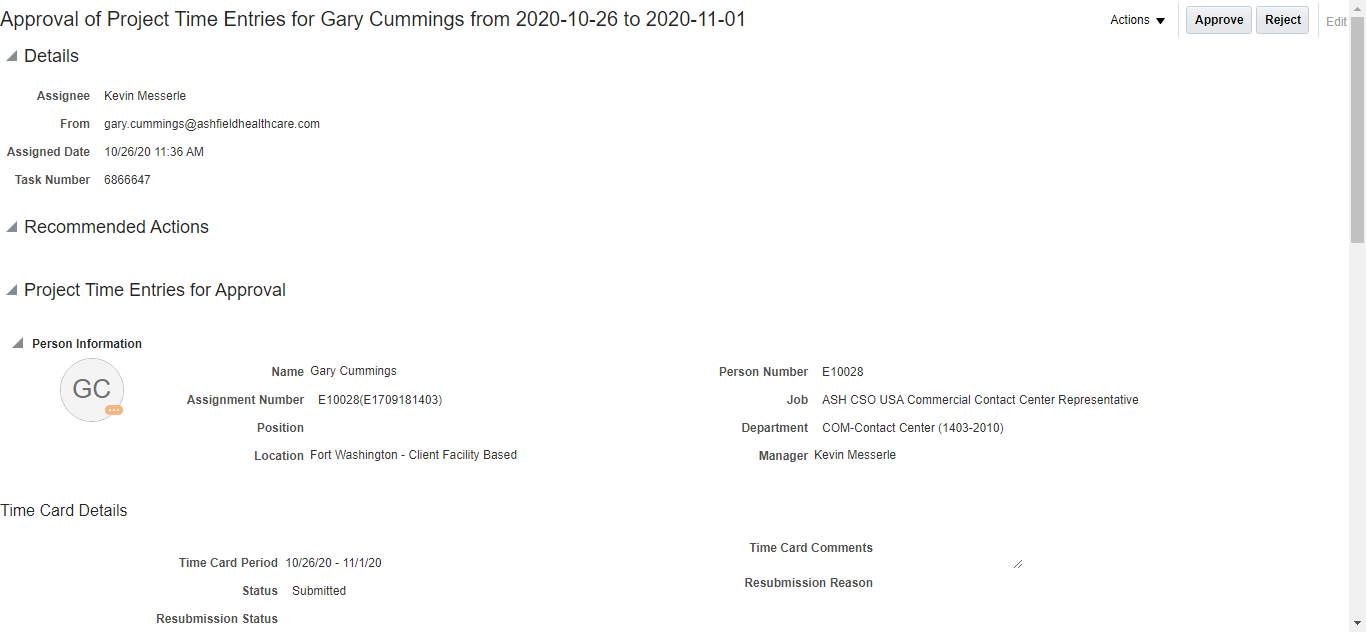 Approval of Project Time Entries for Gary Cummings from 2020-10-26 to 2020-11-01
Actions Approve Reject Edit
Details
Assignee Kevin Messerle
From gary.cummings@ashfieldhealthcare.com
Assigned Date 10/26/20 11:36 AM
Task Number 6866647
Recommended Actions
Project Time Entries for Approval
Person Information
GC
Name Gary Cummings Person Number E10028
Assignment Number E10028(E1709181403) Job ASH CSO USA Commercial Contact Center Representative
Position Department COM-Contact Center (1403-2010)
Location Fort Washington - Client Facility Based Manager Kevin Messerle
Time Card Details
Time Card Comments
Time Card Period 10/26/20 - 11/1/20
Resubmission Reason
Status Submitted
Resubmission Status